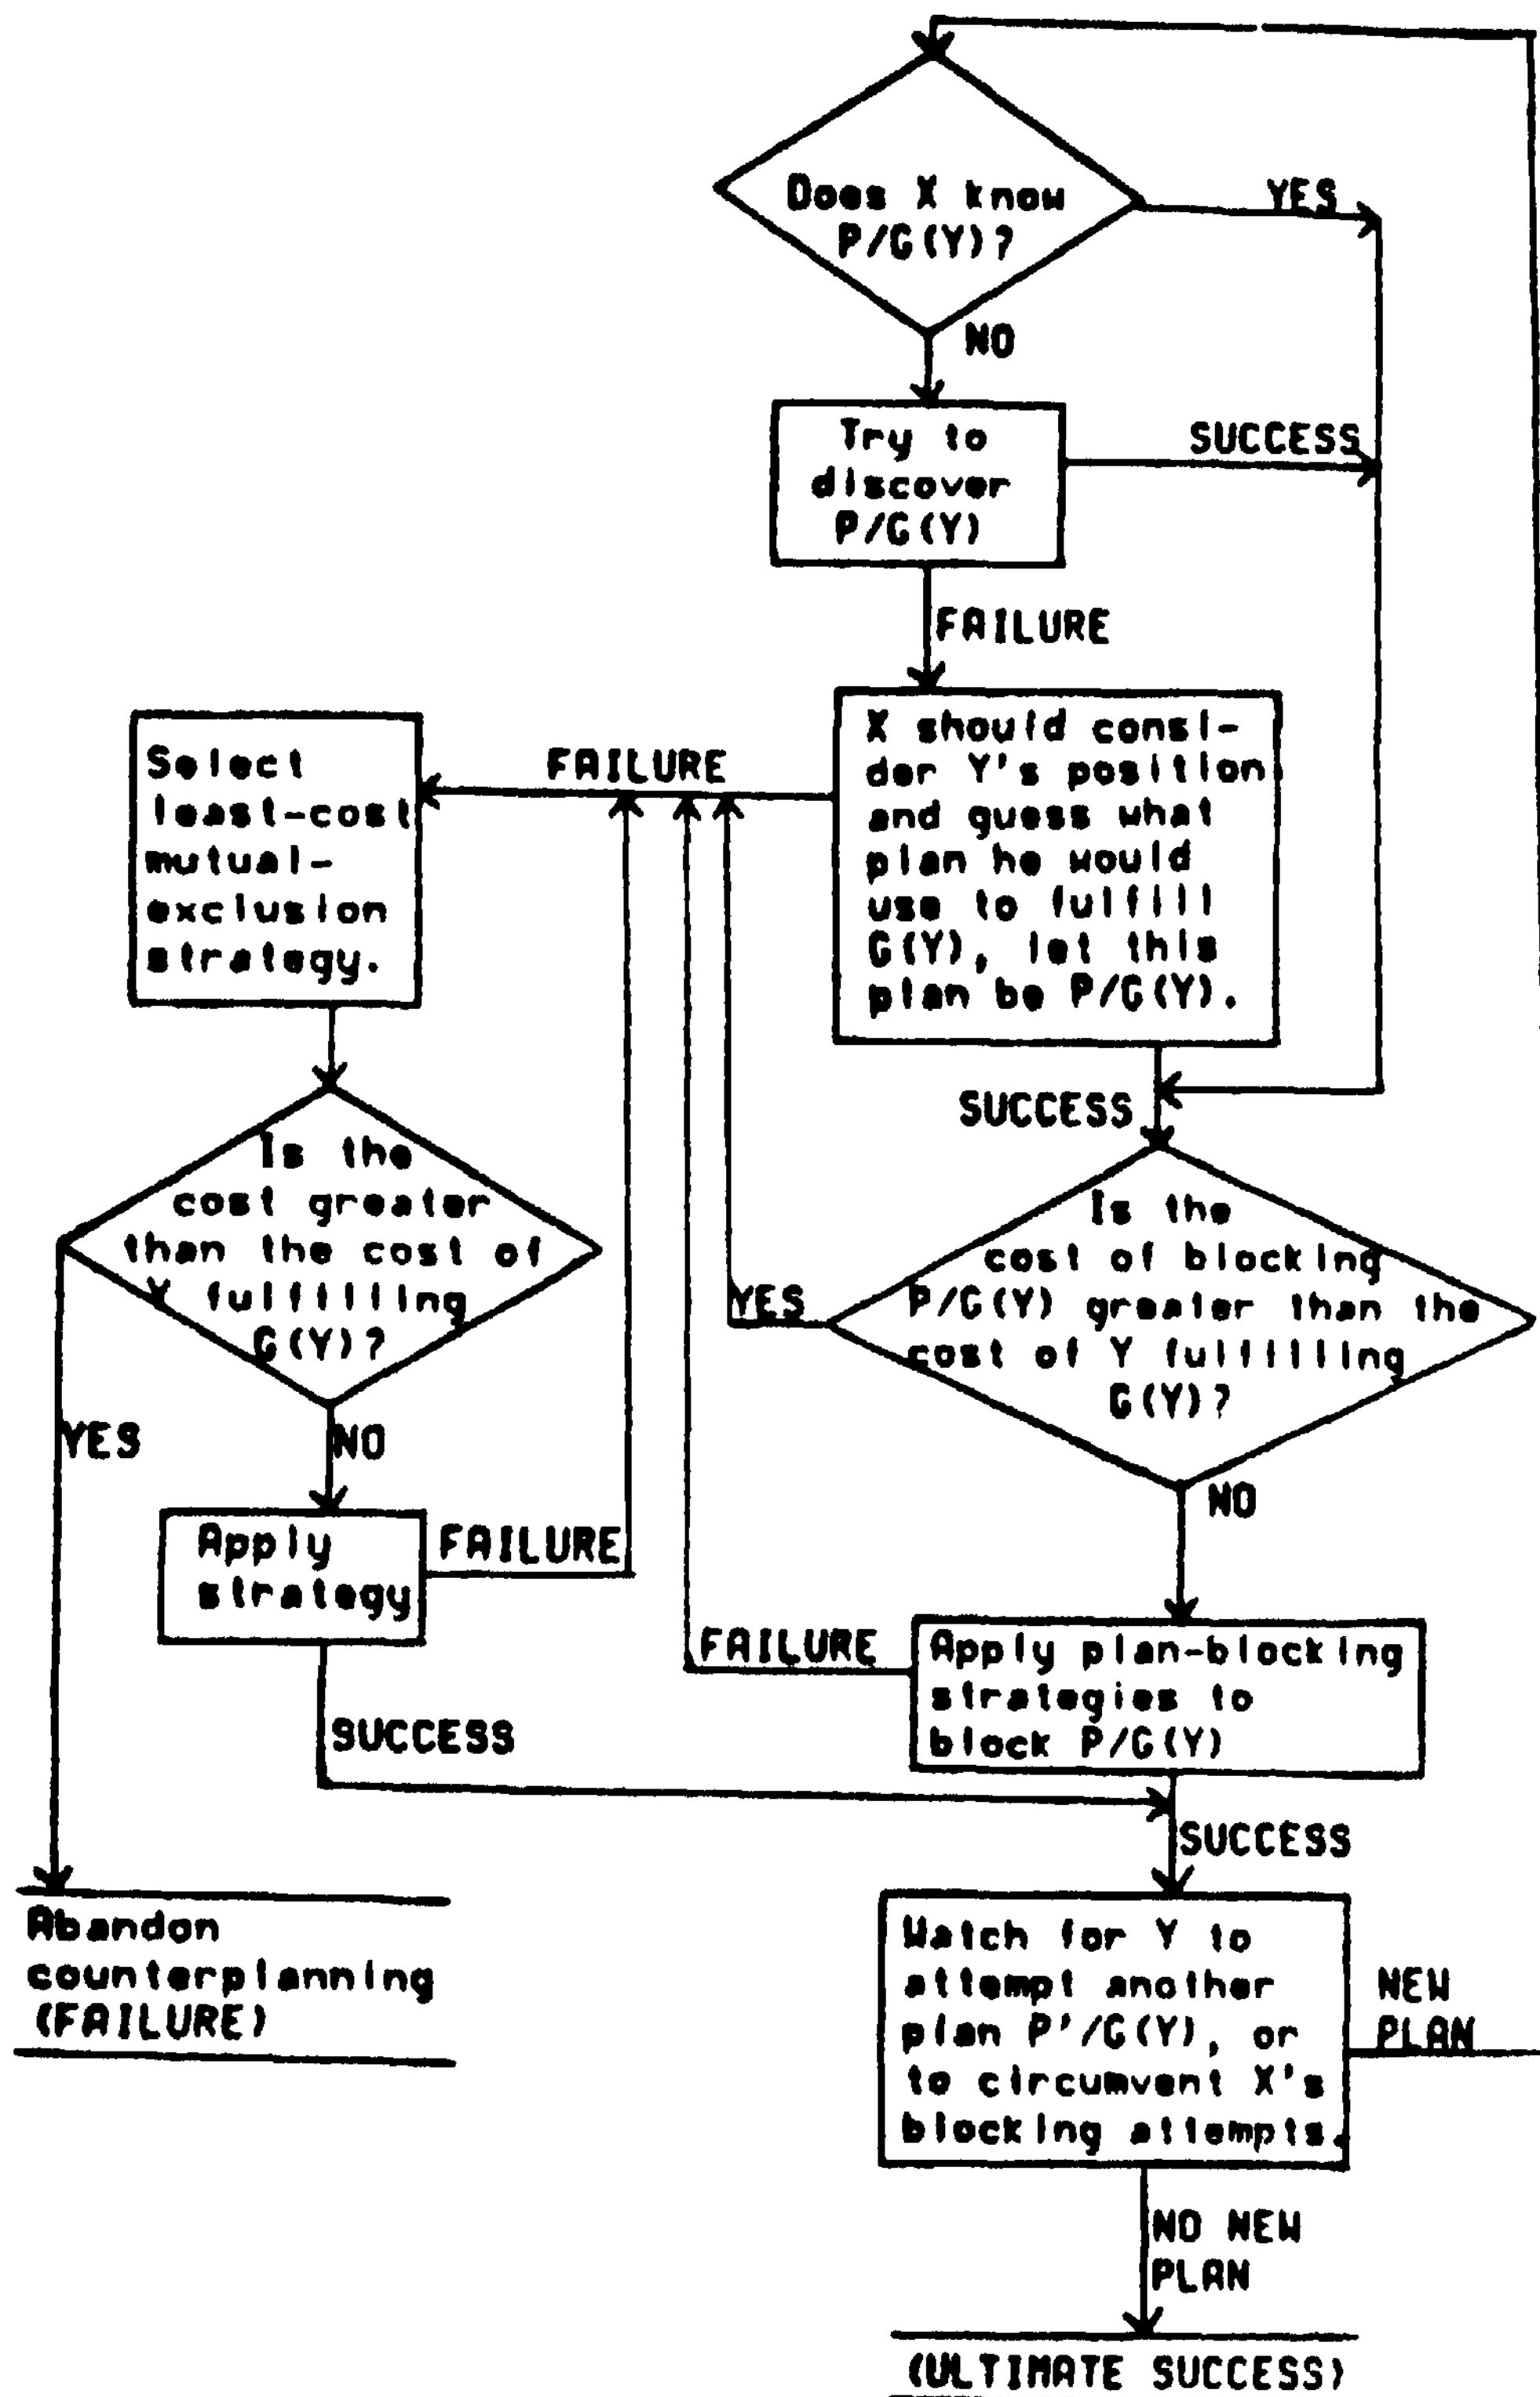 Does X know
P/G(Y)?
YES
NO
Try to
discover
P/G(Y)
SUCCESS
FAILURE
X should consi-
der Y's position
and guess what
plan he would
use to fulfill
G(Y), let this
plan be P/G(Y).
FAILURE
Select
least-cost
mutual-
exclusion
strategy.
SUCCESS
Is the
cost greater
than the cost of
Y fulfilling
G(Y)?
Is the
cost of blocking
P/G(Y) greater than the
cost of Y fulfilling
G(Y)?
YES
YES
NO
NO
Apply
strategy
FAILURE
FAILURE
Apply plan-blocking
strategies to
block P/G(Y)
SUCCESS
SUCCESS
Abandon
counterplanning
(FAILURE)
Watch for Y to
attempt another
plan P'/G(Y), or
to circumvent X's
blocking attempts.
NEW
PLAN
NO NEW
PLAN
(ULTIMATE SUCCESS)